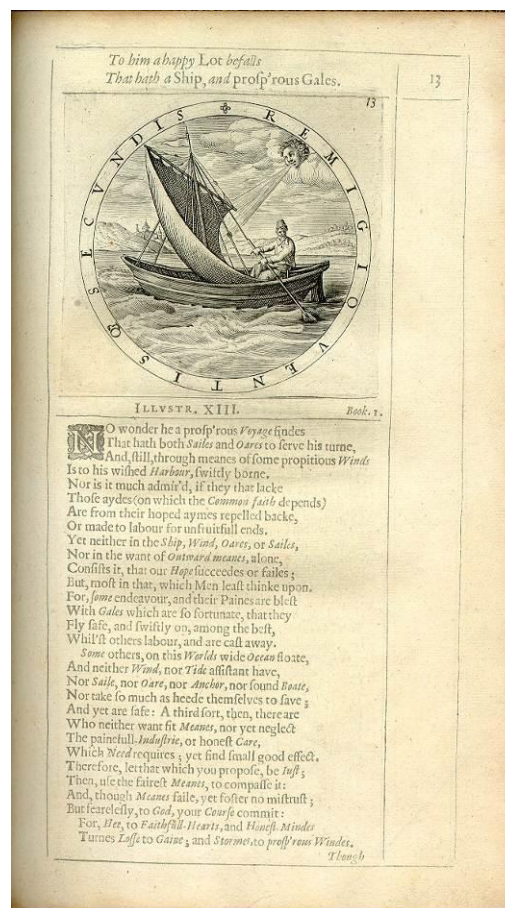 To him a happy Lot befalls
That hath a Ship, and prosp'rous Gales.
13
13
REMIGIO VENTISQ SECVNDIS
ILLVSTR. XIII. Book. 1.
NO wonder he a prosp'rous Voyage findes
That hath both Sailes and Oares to serve his turne,
And, still, through meanes of some propitious Winds
Is to his wished Harbour, swiftly borne.
Nor is it much admir'd, if they that lacke
Those aydes (on which the Common faith depends)
Are from their hoped aymes repelled backe,
Or made to labour for unfruitfull ends.
Yet neither in the Ship, Wind, Oares, or Sailes,
Nor in the want of Outward meanes, alone,
Consists it, that our Hope succeedes or failes;
But, most in that, which Men least thinke upon.
For, some endeavour, and their Paines are blest
With Gales which are so fortunate, that they
Fly safe, and swiftly on, among the best,
Whil'st others labour, and are cast away.
Some others, on this Worlds wide Ocean floate,
And neither Wind, nor Tide assistant have,
Nor Saile, nor Oare, nor Anchor, nor sound Boate,
Nor take so much as heede themselves to save;
And yet are safe: A third sort, then, there are
Who neither want fit Meanes, nor yet neglect
The painefull-Industrie, or honest Care,
Which Need requires; yet find small good effect.
Therefore, let that which you propose, be Iust;
Then, use the fairest Meanes, to compasse it:
And, though Meanes faile, yet foster no mistrust;
But fearelesly, to God, your Course commit:
For, Hee, to Faithfull-Hearts, and Honest-Mindes
Turnes Losse to Gaine; and Stormes, to prosp'rous Windes.
Though